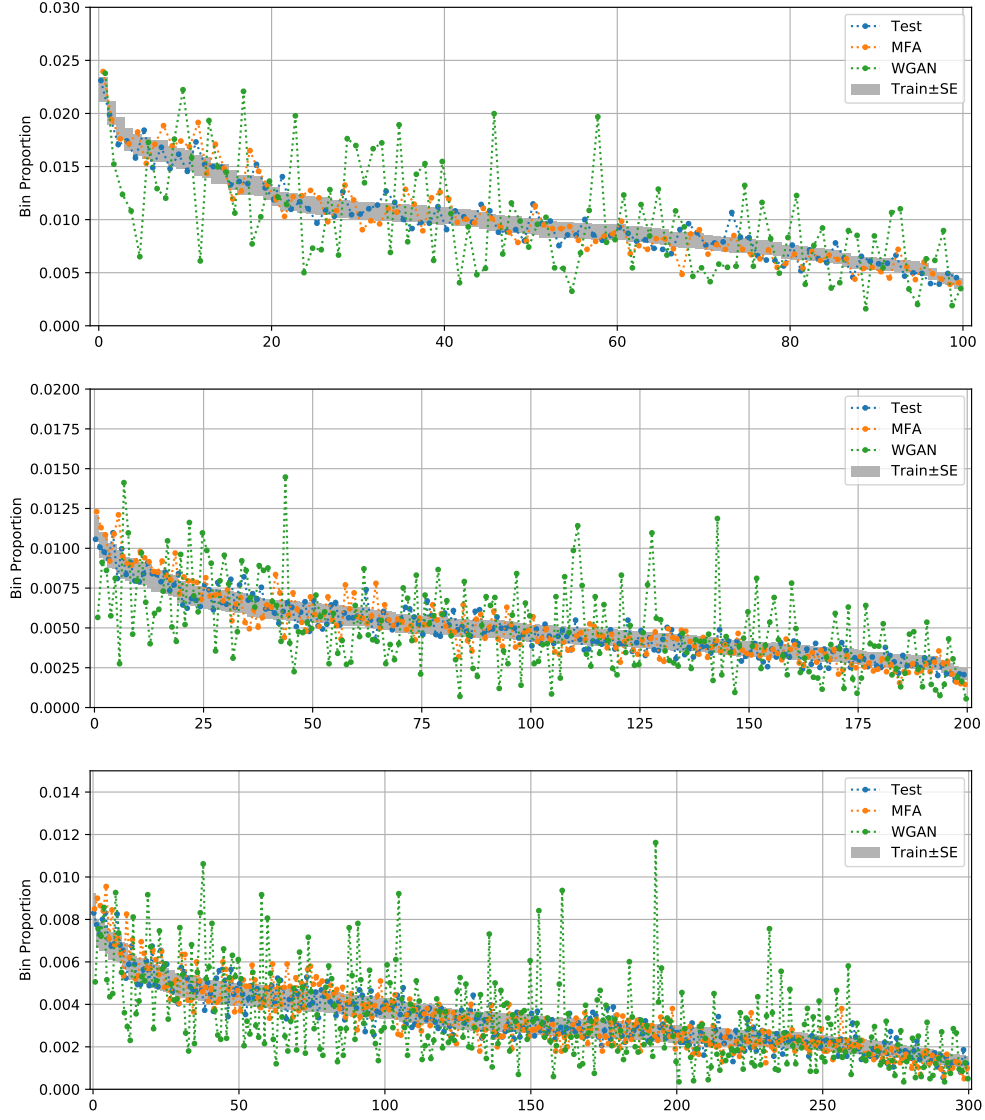 0.030
0.025
0.020
0.015
0.010
0.005
0.000
Bin Proportion
Test
MFA
WGAN
Train±SE
0 20 40 60 80 100
0.0200
0.0175
0.0150
0.0125
0.0100
0.0075
0.0050
0.0025
0.0000
Bin Proportion
Test
MFA
WGAN
Train±SE
0 25 50 75 100 125 150 175 200
0.014
0.012
0.010
0.008
0.006
0.004
0.002
0.000
Bin Proportion
Test
MFA
WGAN
Train±SE
0 50 100 150 200 250 300